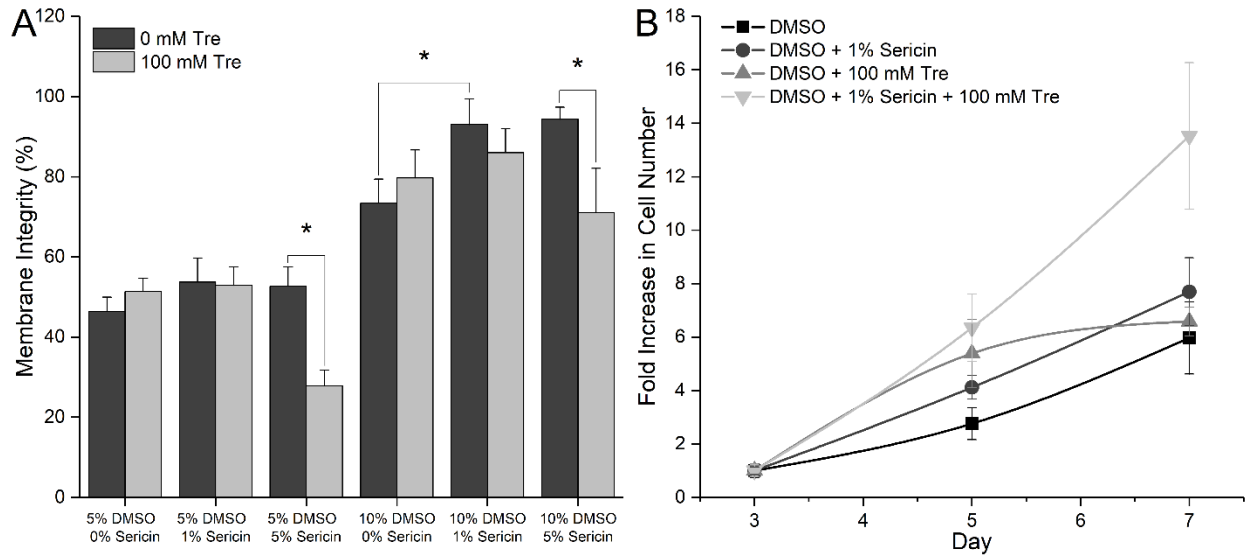 A
0 mM Tre
100 mM Tre
*
*
*
Membrane Integrity (%)
120
100
80
60
40
20
0
5% DMSO 5% DMSO 5% DMSO 10% DMSO 10% DMSO 10% DMSO
0% Sericin 1% Sericin 5% Sericin 0% Sericin 1% Sericin 5% Sericin
B
DMSO
DMSO + 1% Sericin
DMSO + 100 mM Tre
DMSO + 1% Sericin + 100 mM Tre
Fold Increase in Cell Number
18
16
14
12
10
8
6
4
2
0
3 4 5 6 7
Day